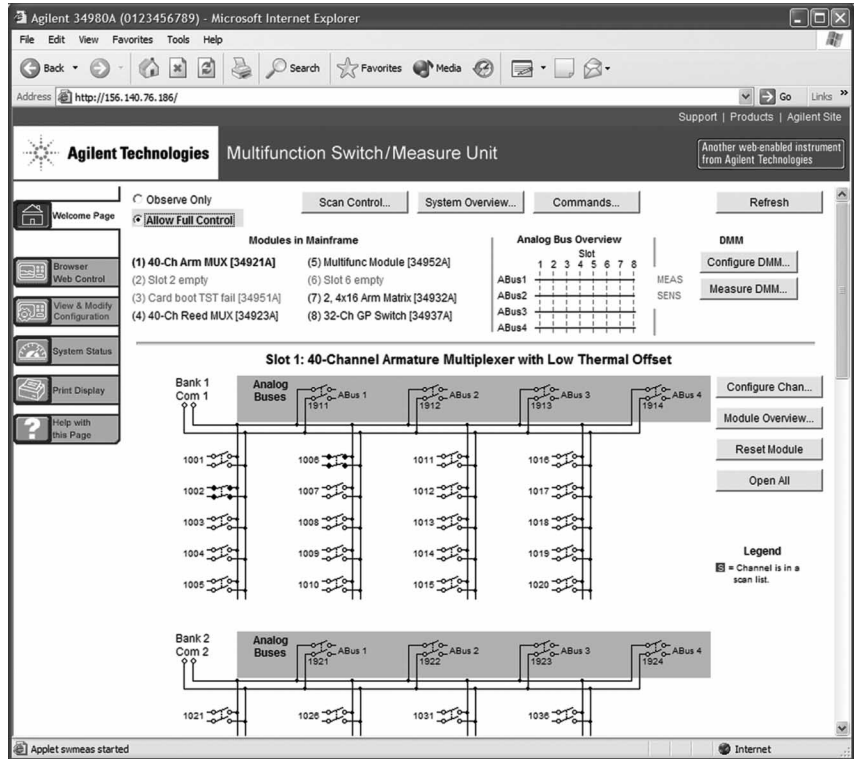 Agilent 34980A (0123456789) - Microsoft Internet Explorer
File Edit View Favorites Tools Help
Back Search Favorites Media
Address http://156.140.76.186/ Go Links »
Support | Products | Agilent Site
Agilent Technologies Multifunction Switch/Measure Unit
Another web-enabled instrument
from Agilent Technologies
Welcome Page
Browser
Web Control
View & Modify
Configuration
System Status
Print Display
Help with
this Page
Observe Only
Allow Full Control
Scan Control... System Overview... Commands... Refresh
Modules in Mainframe
(1) 40-Ch Arm MUX [34921A] (5) Multifunc Module [34952A]
(2) Slot 2 empty (6) Slot 6 empty
(3) Card boot TST fail [34951A] (7) 2, 4x16 Arm Matrix [34932A]
(4) 40-Ch Reed MUX [34923A] (8) 32-Ch GP Switch [34937A]
Analog Bus Overview
Slot
1 2 3 4 5 6 7 8
ABus1 MEAS
ABus2 SENS
ABus3
ABus4
DMM
Configure DMM...
Measure DMM...
Slot 1: 40-Channel Armature Multiplexer with Low Thermal Offset
Bank 1
Com 1
Analog
Buses
ABus 1 ABus 2 ABus 3 ABus 4
1911 1912 1913 1914
1001 1006 1011 1016
1002 1007 1012 1017
1003 1008 1013 1018
1004 1009 1014 1019
1005 1010 1015 1020
Configure Chan...
Module Overview...
Reset Module
Open All
Legend
S = Channel is in a
scan list.
Bank 2
Com 2
Analog
Buses
ABus 1 ABus 2 ABus 3 ABus 4
1921 1922 1923 1924
1021 1026 1031 1036
Applet swmeas started Internet